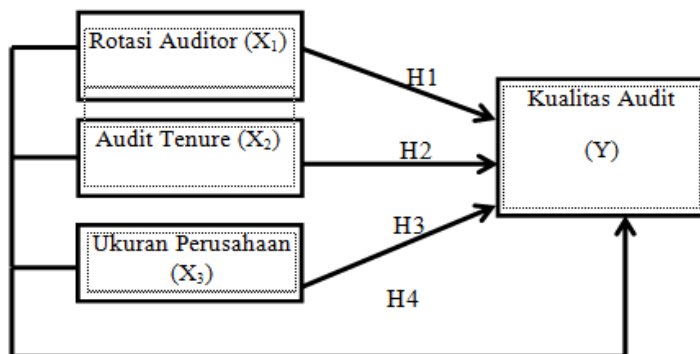 Rotasi Auditor (X₁)
H1
Kualitas Audit
(Y)
Audit Tenure (X₂)
H2
Ukuran Perusahaan
(X₃)
H3
H4